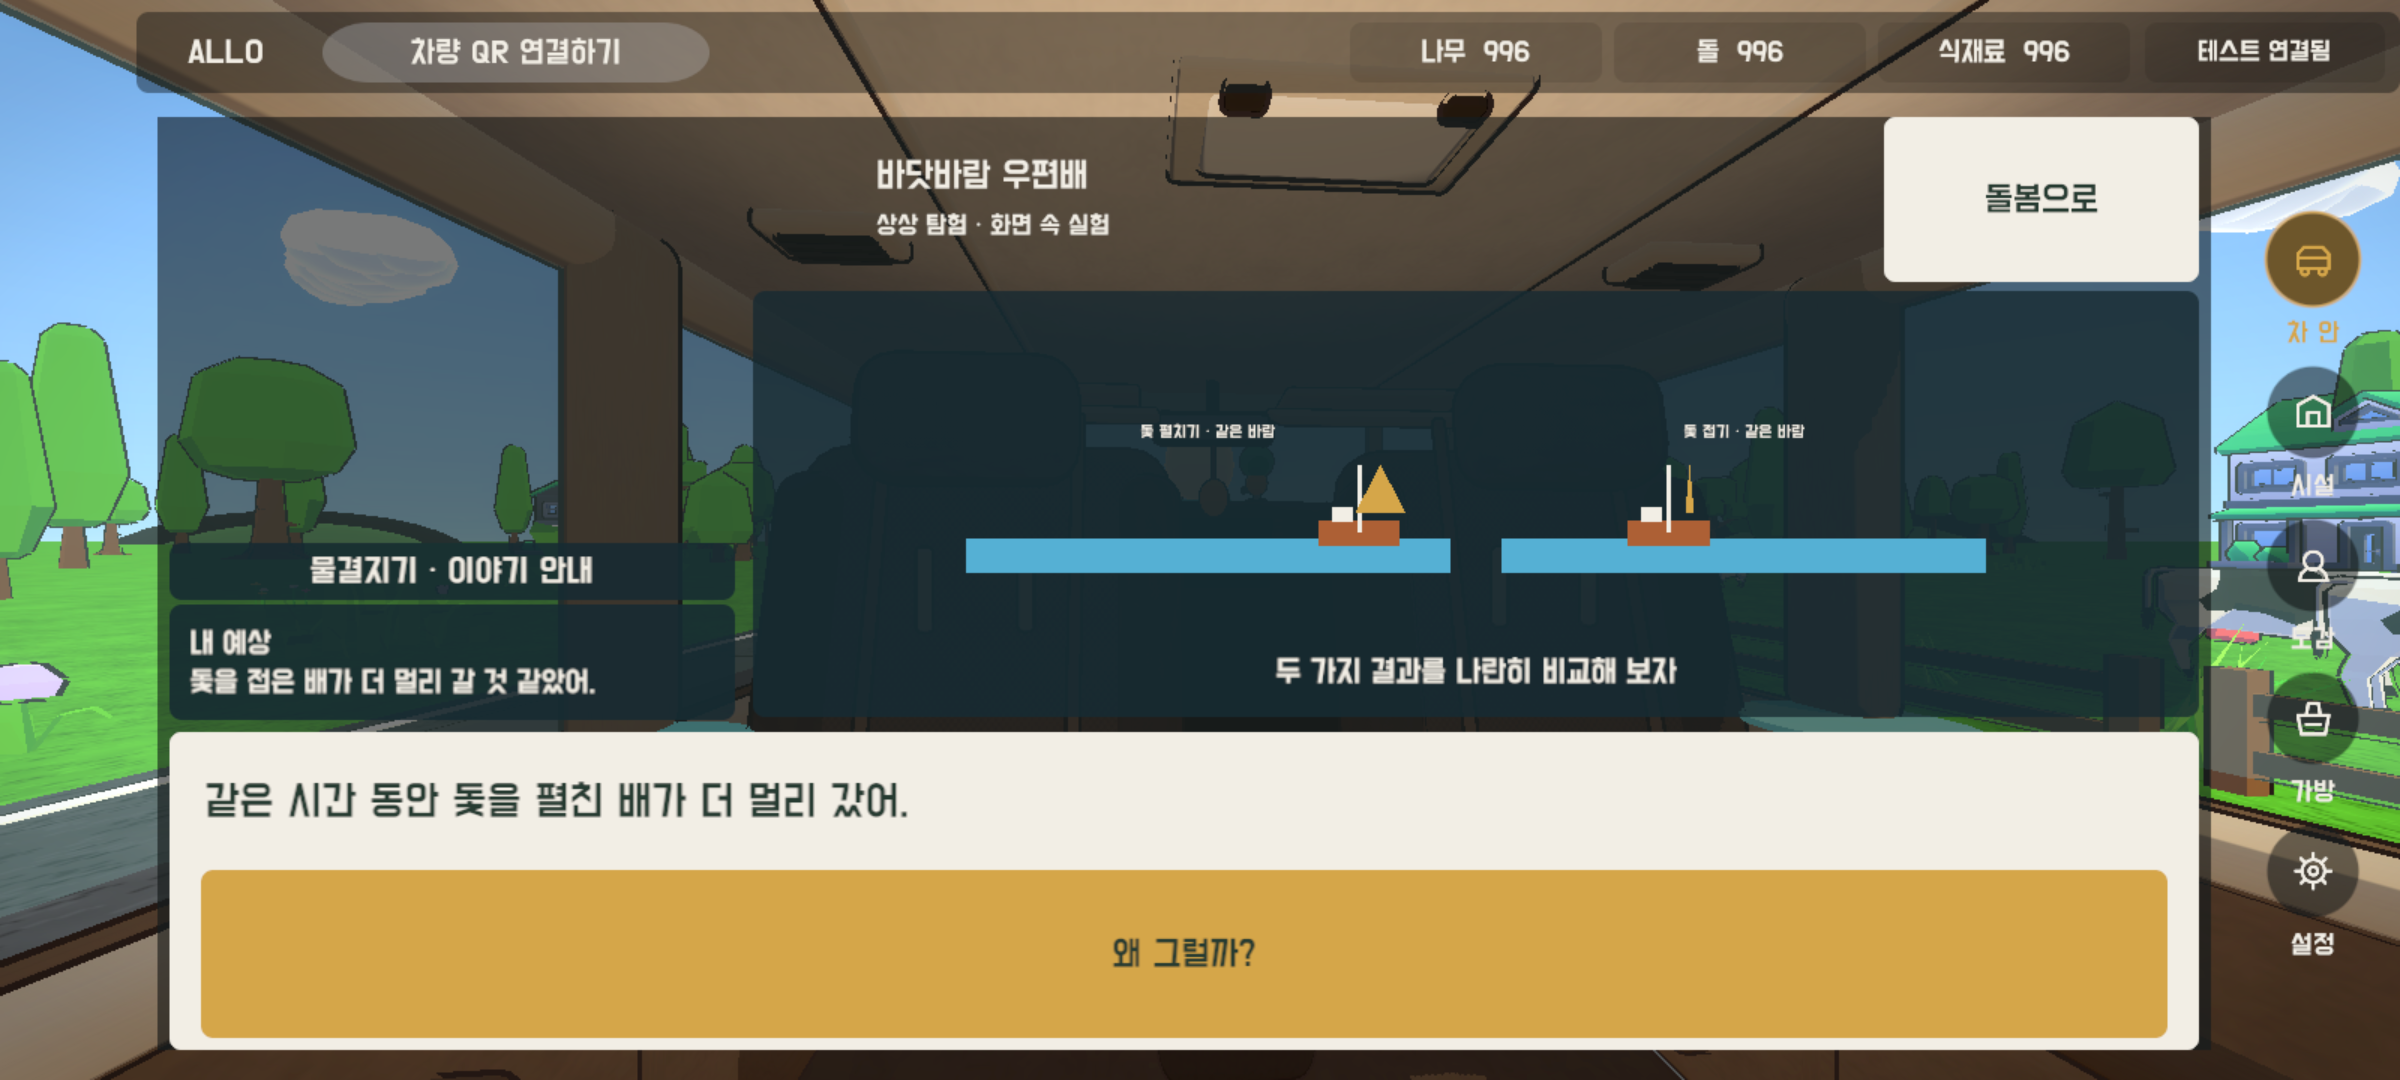 ALLO
차량 QR 연결하기
나무 996
돌 996
식재료 996
테스트 연결됨
바닷바람 우편배
상상 탐험 · 화면 속 실험
돌봄으로
차 안
시설
도감
가방
설정
돛 펼치기 · 같은 바람
돛 접기 · 같은 바람
두 가지 결과를 나란히 비교해 보자
물결지기 · 이야기 안내
내 예상
돛을 접은 배가 더 멀리 갈 것 같았어.
같은 시간 동안 돛을 펼친 배가 더 멀리 갔어.
왜 그럴까?